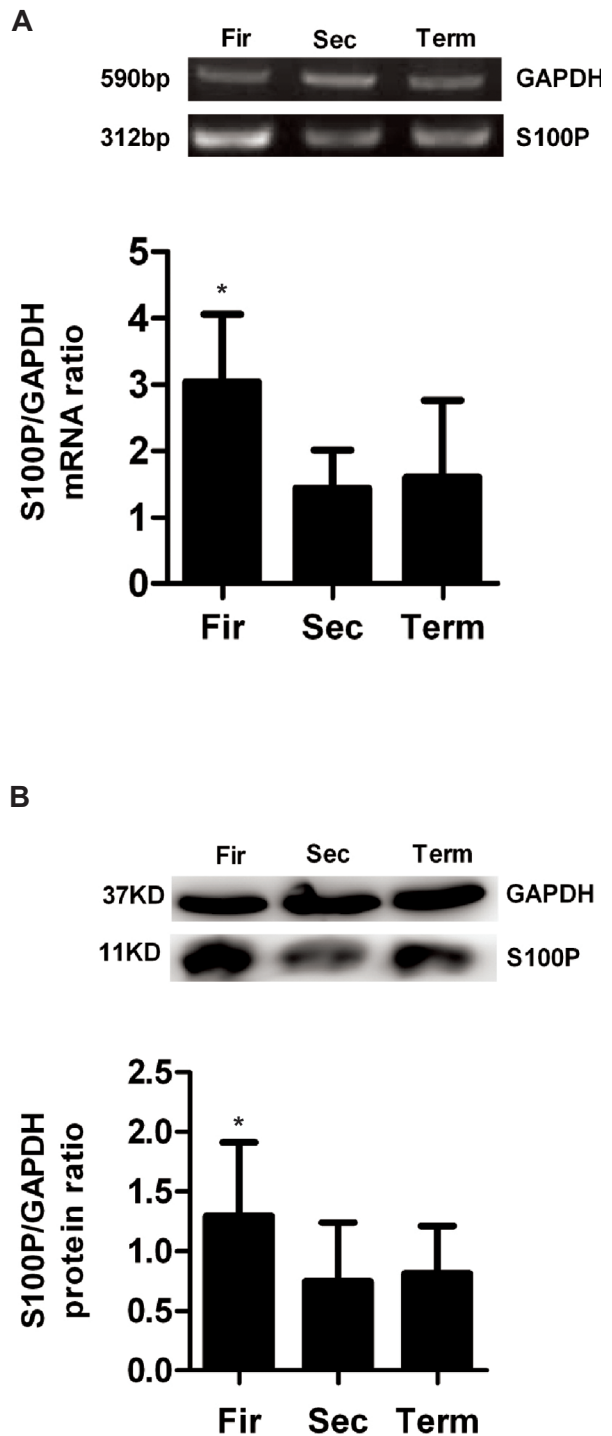 A
Fir Sec Term
590bp GAPDH
312bp S100P
S100P/GAPDH
mRNA ratio
5
*
4
3
2
1
0
Fir Sec Term
B
Fir Sec Term
37KD GAPDH
11KD S100P
S100P/GAPDH
protein ratio
2.5
*
2.0
1.5
1.0
0.5
0.0
Fir Sec Term